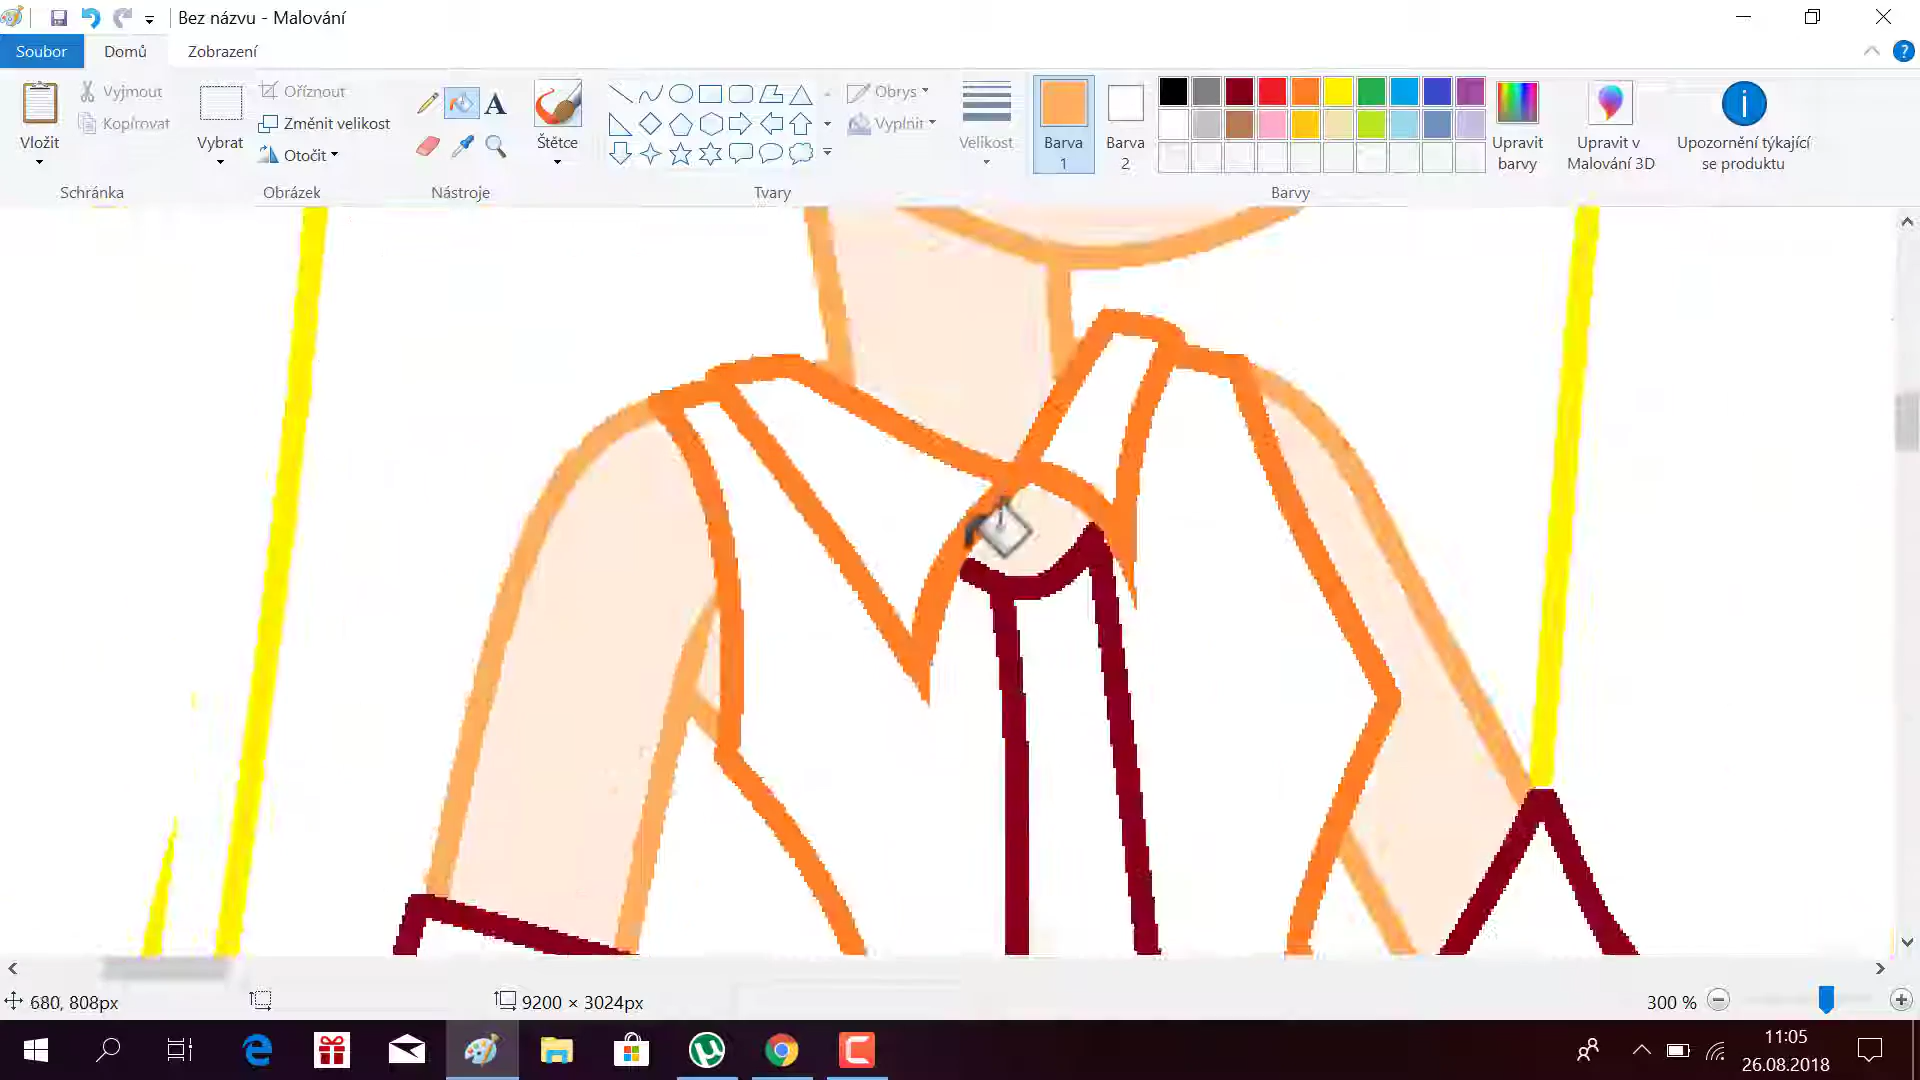 Bez názvu - Malování
Soubor Domů Zobrazení
Vložit
Vyjmout
Kopírovat
Schránka
Vybrat
Oříznout
Změnit velikost
Otočit
Obrázek
A
Nástroje
Štětce
Obrys
Vyplnit
Tvary
Velikost
Barva
1
Barva
2
Upravit
barvy
Barvy
Upravit v
Malování 3D
Upozornění týkající
se produktu
680, 808px
9200 × 3024px
300 %
11:05
26.08.2018